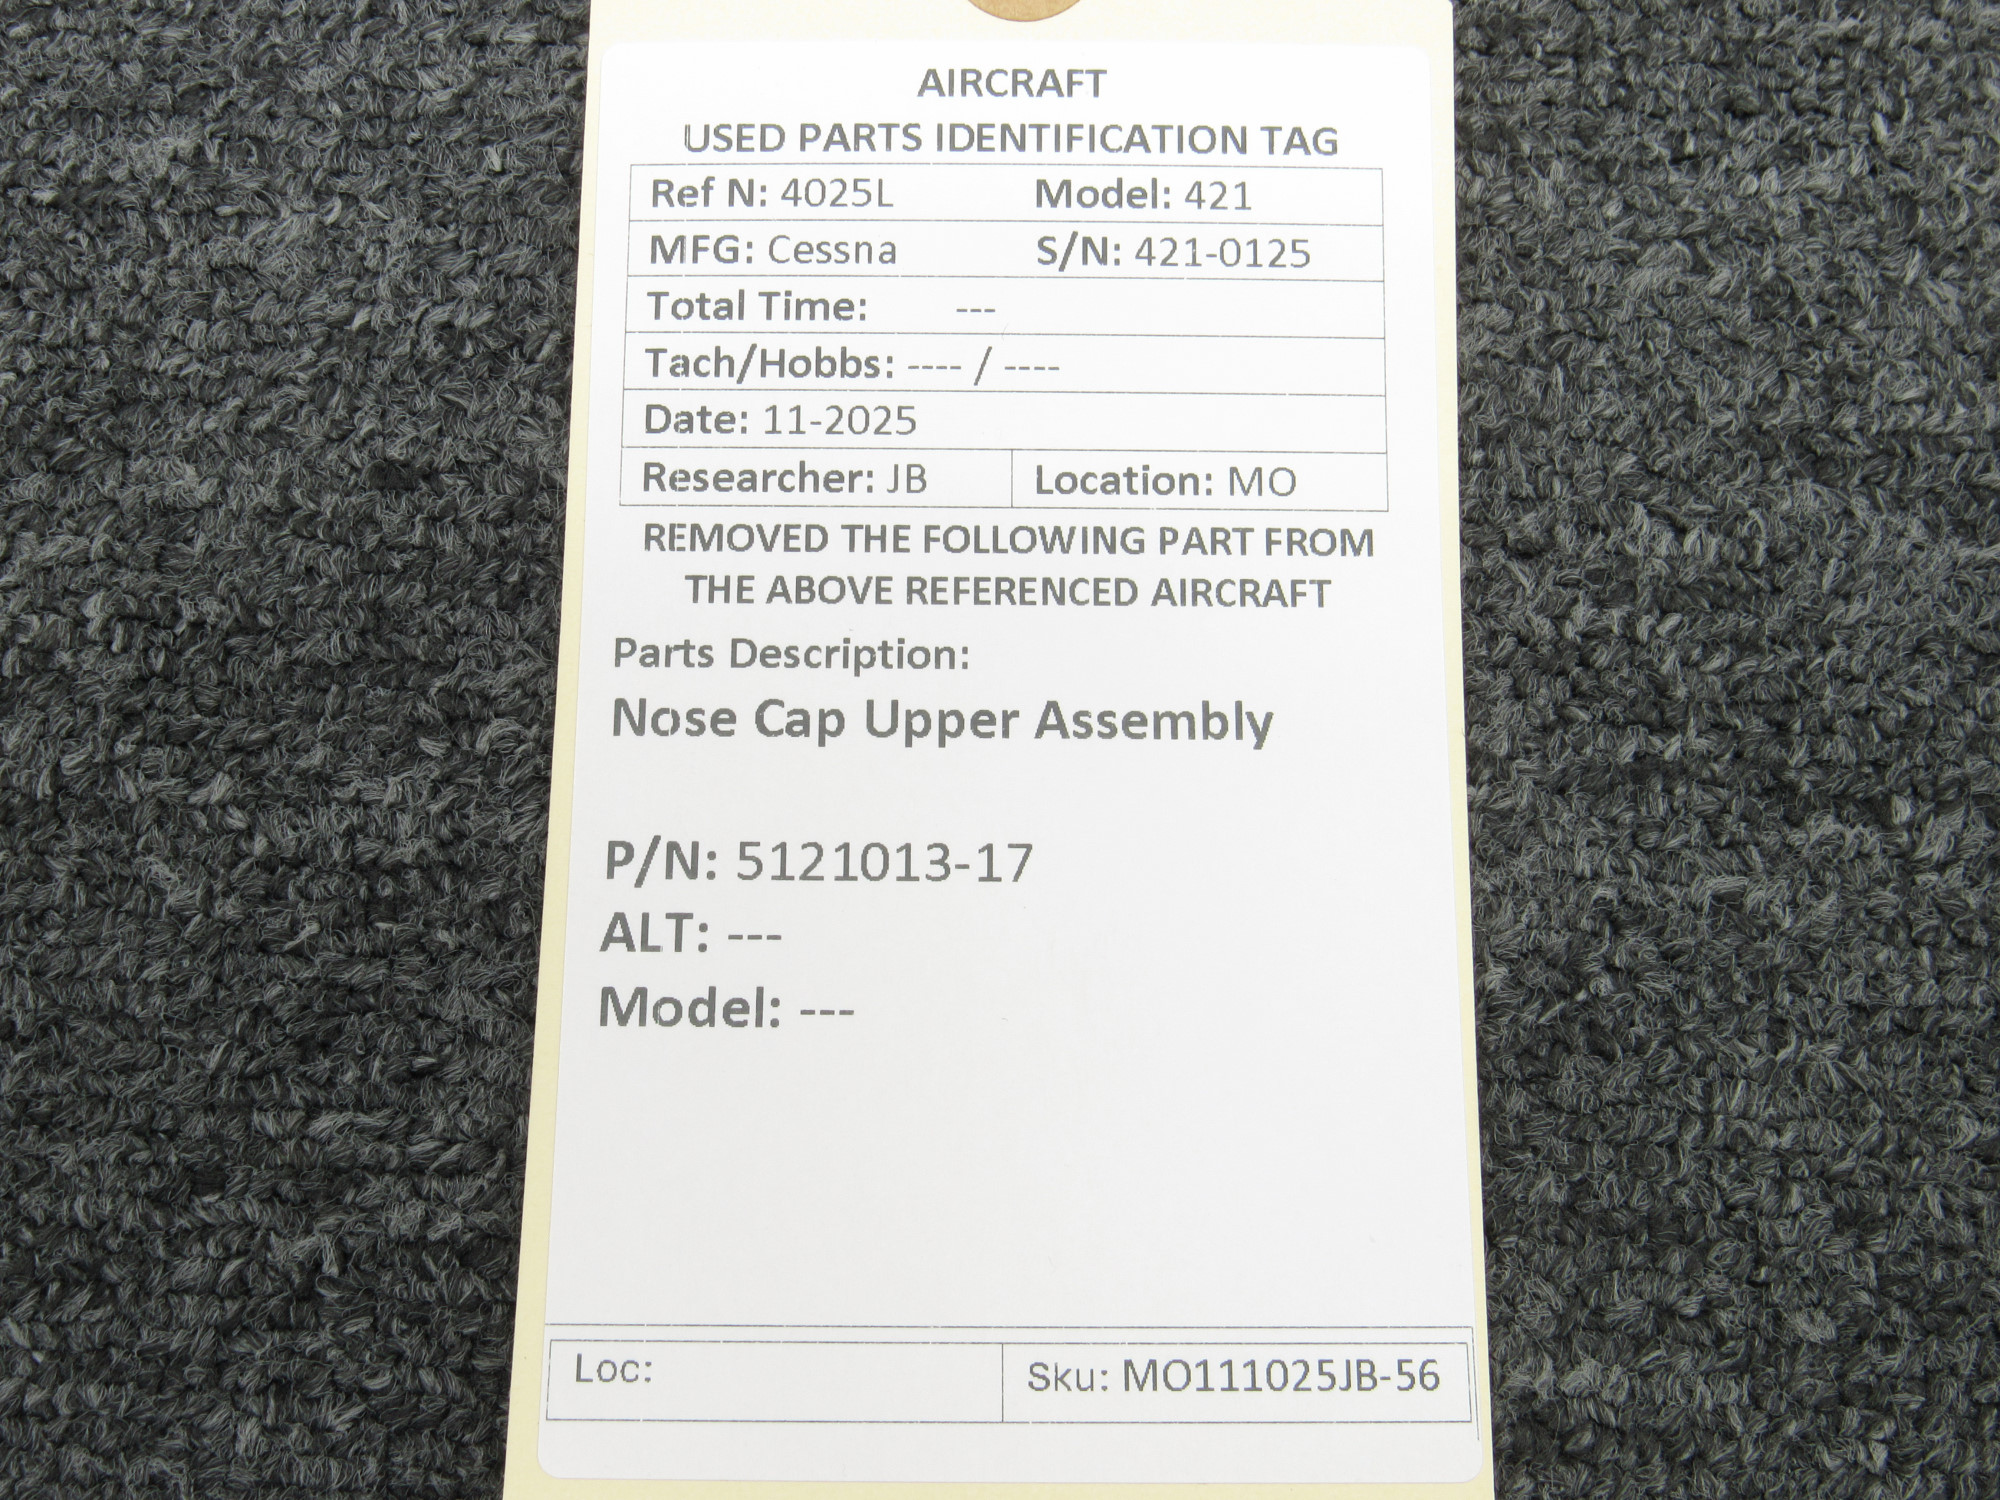 AIRCRAFT
USED PARTS IDENTIFICATION TAG
Ref N: 4025L Model: 421
MFG: Cessna S/N: 421-0125
Total Time: ---
Tach/Hobbs: ---- / ----
Date: 11-2025
Researcher: JB Location: MO
REMOVED THE FOLLOWING PART FROM
THE ABOVE REFERENCED AIRCRAFT
Parts Description:
Nose Cap Upper Assembly
P/N: 5121013-17
ALT: ---
Model: ---
Loc: Sku: MO111025JB-56